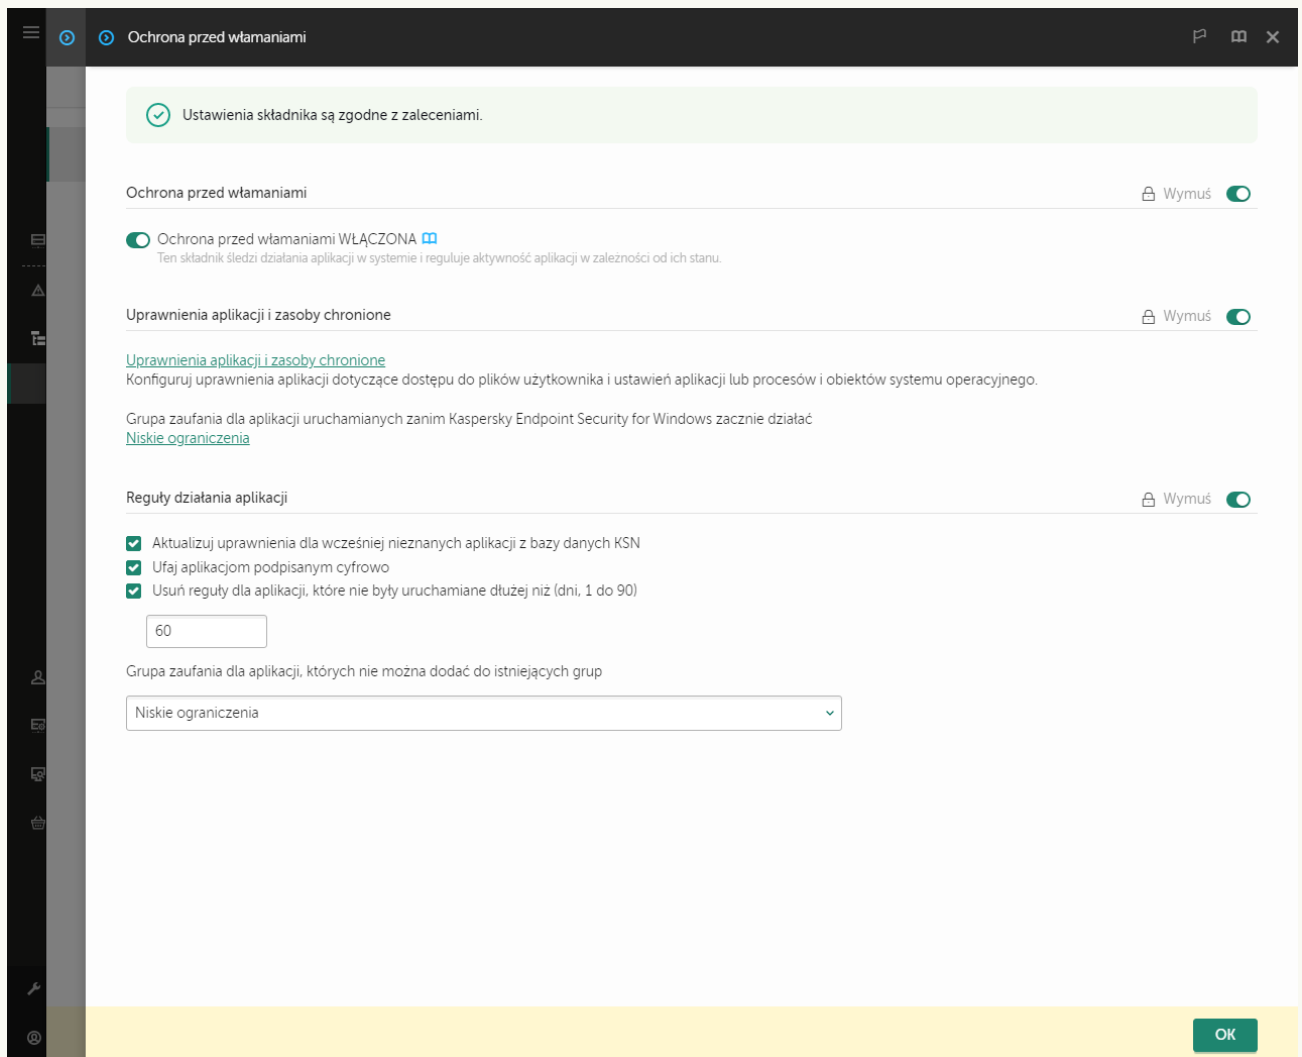 Ochrona przed włamaniami
Ustawienia składnika są zgodne z zaleceniami.
Ochrona przed włamaniami
Wymuś
Ochrona przed włamaniami WŁĄCZONA
Ten składnik śledzi działania aplikacji w systemie i reguluje aktywność aplikacji w zależności od ich stanu.
Uprawnienia aplikacji i zasoby chronione
Wymuś
Uprawnienia aplikacji i zasoby chronione
Konfiguruj uprawnienia aplikacji dotyczące dostępu do plików użytkownika i ustawień aplikacji lub procesów i obiektów systemu operacyjnego.
Grupa zaufania dla aplikacji uruchamianych zanim Kaspersky Endpoint Security for Windows zacznie działać
Niskie ograniczenia
Reguły działania aplikacji
Wymuś
Aktualizuj uprawnienia dla wcześniej nieznanych aplikacji z bazy danych KSN
Ufaj aplikacjom podpisanym cyfrowo
Usuń reguły dla aplikacji, które nie były uruchamiane dłużej niż (dni, 1 do 90)
60
Grupa zaufania dla aplikacji, których nie można dodać do istniejących grup
Niskie ograniczenia
OK